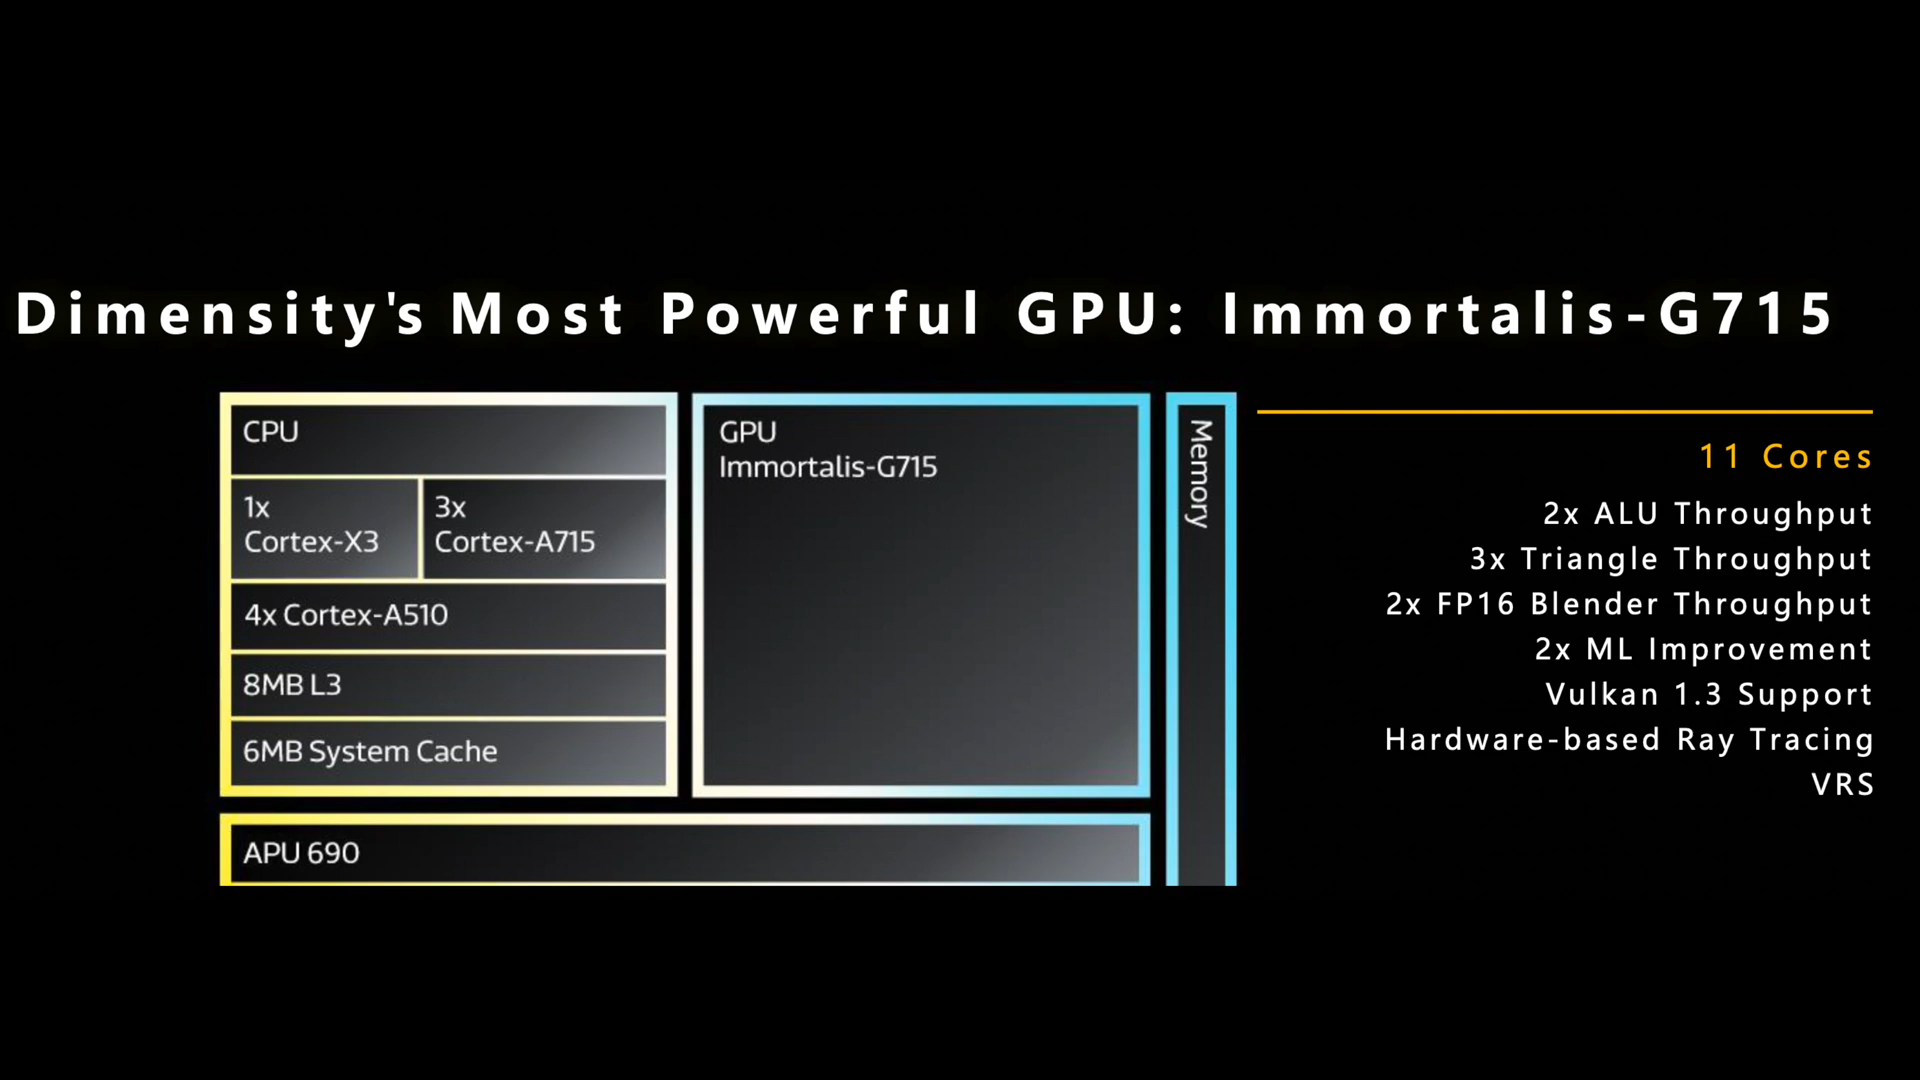 Dimensity's Most Powerful GPU: Immortalis-G715
CPU
1x
Cortex-X3
3x
Cortex-A715
4x Cortex-A510
8MB L3
6MB System Cache
GPU
Immortalis-G715
APU 690
Memory
11 Cores
2x ALU Throughput
3x Triangle Throughput
2x FP16 Blender Throughput
2x ML Improvement
Vulkan 1.3 Support
Hardware-based Ray Tracing
VRS